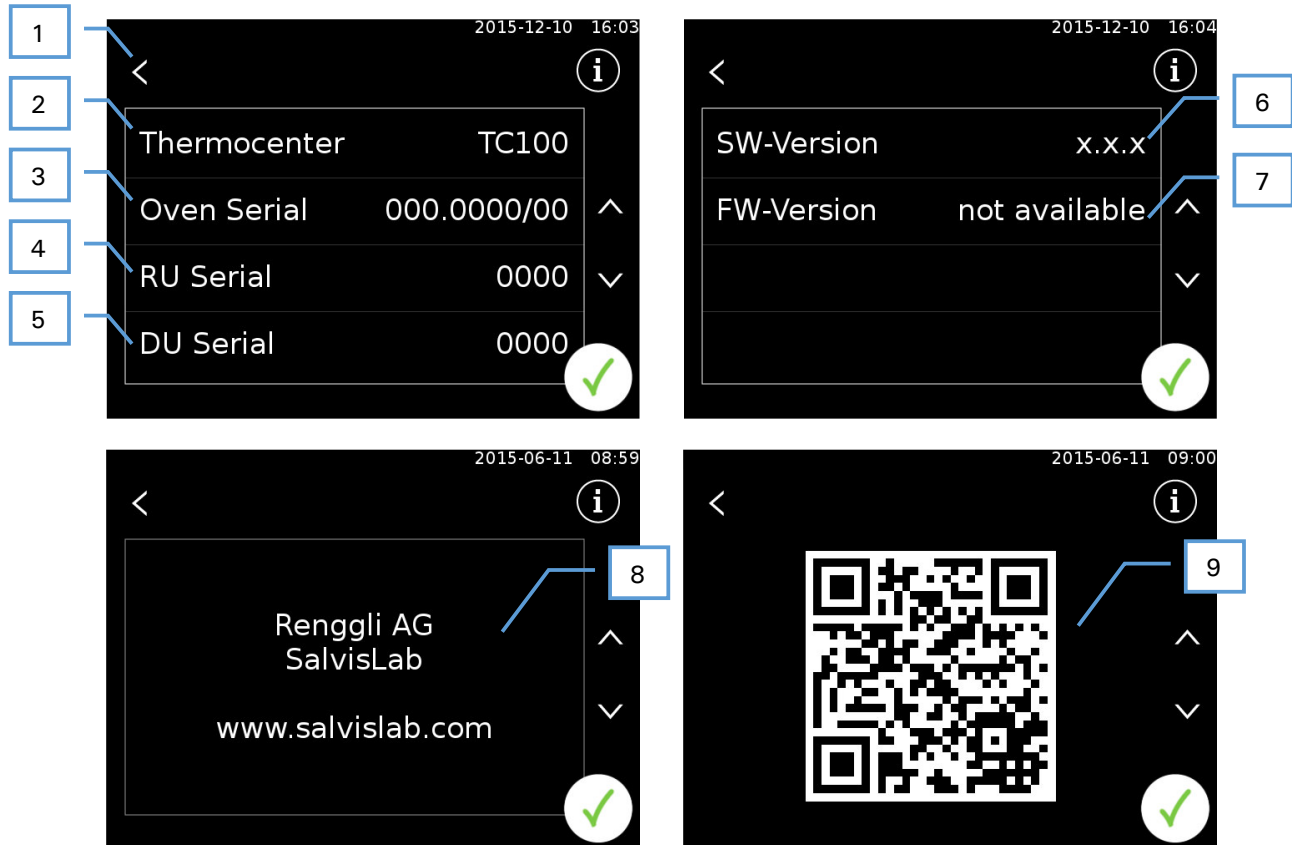 1
2
3
4
5
2015-12-10 16:03
i
Thermocenter TC100
Oven Serial 000.0000/00
RU Serial 0000
DU Serial 0000
2015-12-10 16:04
i
SW-Version x.x.x
FW-Version not available
6
7
2015-06-11 08:59
i
Renggli AG
SalvisLab
www.salvislab.com
8
2015-06-11 09:00
i
9